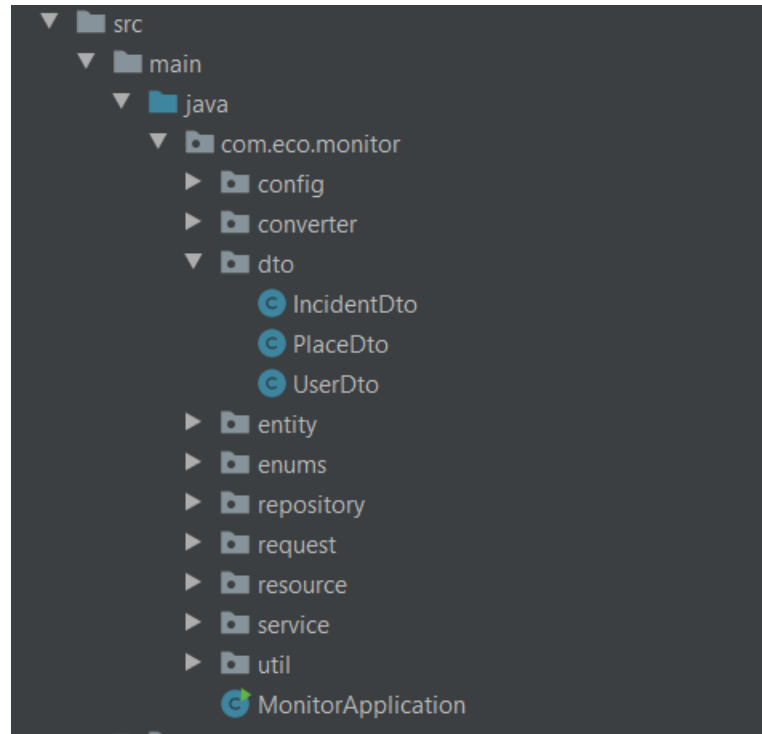 src
main
java
com.eco.monitor
config
converter
dto
IncidentDto
PlaceDto
UserDto
entity
enums
repository
request
resource
service
util
MonitorApplication